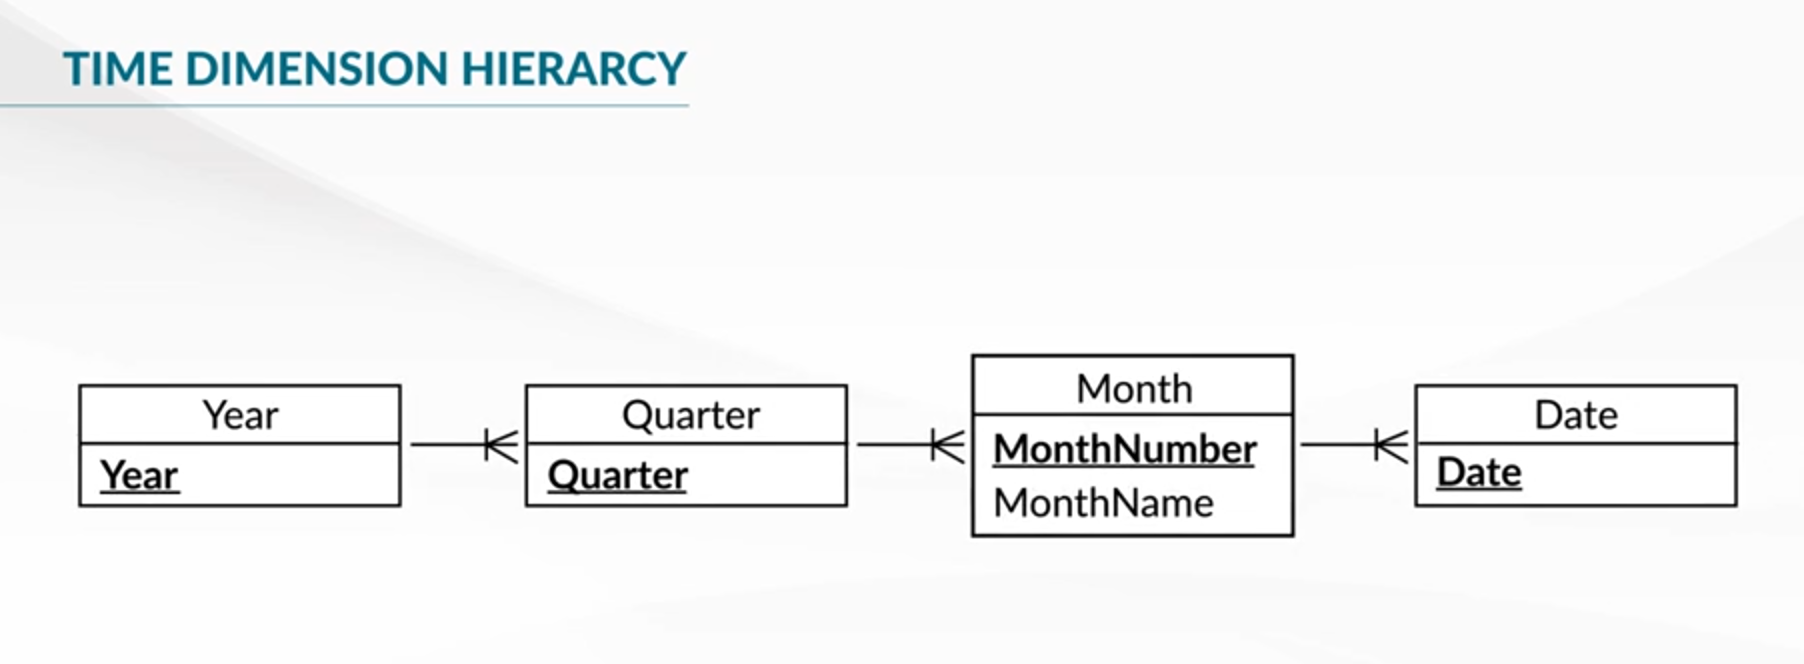 TIME DIMENSION HIERARCY
Year
Year
Quarter
Quarter
Month
MonthNumber
MonthName
Date
Date